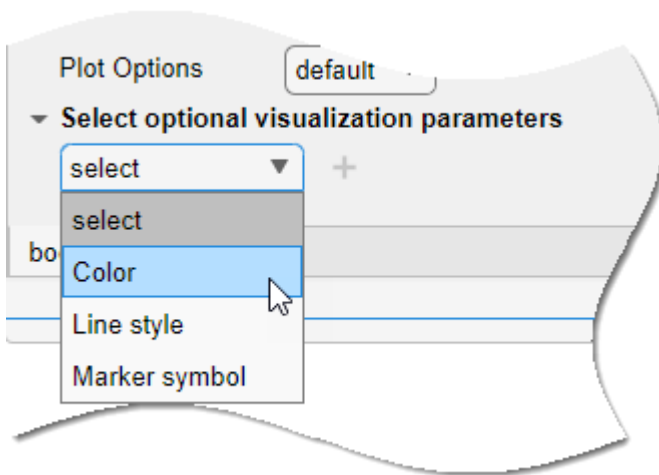 Plot Options default
Select optional visualization parameters
select
select
Color
Line style
Marker symbol